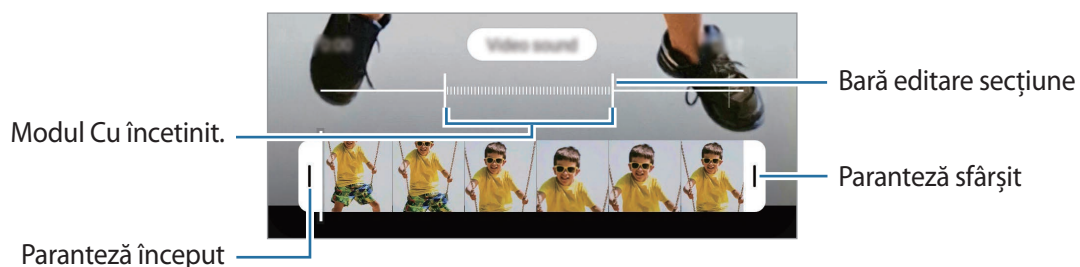 Video sound
Bară editare secțiune
Modul Cu încetinit.
Paranteză sfârșit
Paranteză început